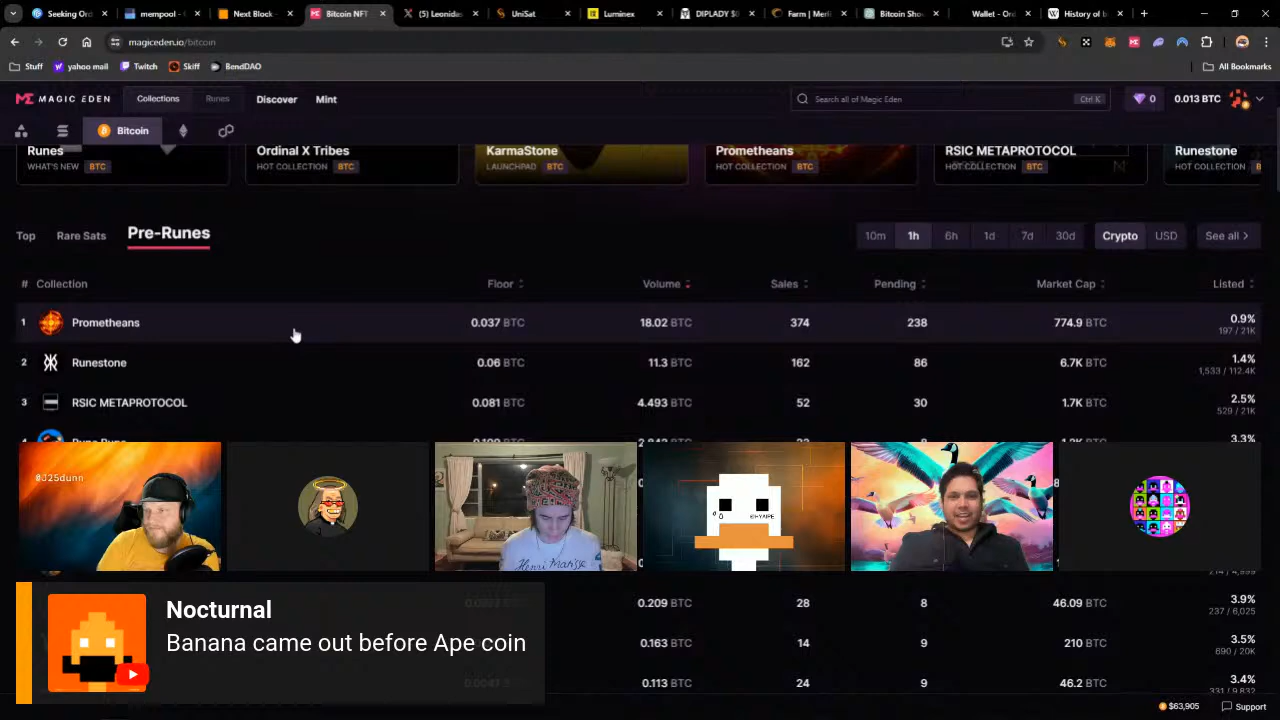 Seeking Ord
mempool -
Next Block -
Bitcoin NFT
(5) Leonidas
UniSat
Luminex
DIPLADY $
Farm | Merli
Bitcoin Sho
Wallet - Ord
History of b
magiceden.io/bitcoin
Stuff
yahoo mail
Twitch
Skiff
BendDAO
All Bookmarks
MAGIC EDEN
Collections
Runes
Discover
Mint
Search all of Magic Eden
Ctrl K
0
0.013 BTC
Bitcoin
Runes
WHAT'S NEW BTC
Ordinal X Tribes
HOT COLLECTION BTC
KarmaStone
LAUNCHPAD BTC
Prometheans
HOT COLLECTION BTC
RSIC METAPROTOCOL
HOT COLLECTION BTC
Runestone
HOT COLLECTION
Top
Rare Sats
Pre-Runes
10m
1h
6h
1d
7d
30d
Crypto
USD
See all >
# Collection Floor Volume Sales Pending Market Cap Listed
1 Prometheans 0.037 BTC 18.02 BTC 374 238 774.9 BTC 0.9%
197 / 21K
2 Runestone 0.06 BTC 11.3 BTC 162 86 6.7K BTC 1.4%
1,533 / 112.4K
3 RSIC METAPROTOCOL 0.081 BTC 4.493 BTC 52 30 1.7K BTC 2.5%
529 / 21K
3.3%
@J25dunn
Henri Matisse
0.209 BTC 28 8 46.09 BTC 3.9%
237 / 6,025
0.163 BTC 14 9 210 BTC 3.5%
690 / 20K
0.113 BTC 24 9 46.2 BTC 3.4%
331 / 9,832
Nocturnal
Banana came out before Ape coin
$63,905
Support